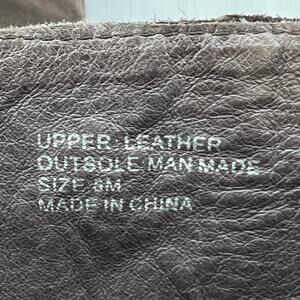 UPPER: LEATHER
OUTSOLE MAN MADE
SIZE 6M
MADE IN CHINA